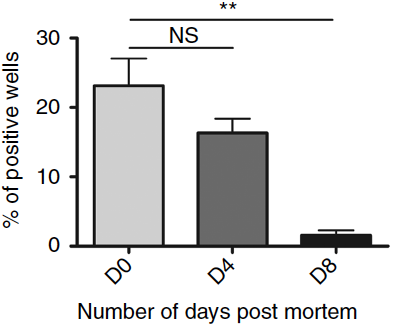 **
NS
% of positive wells
30
20
10
0
D0
D4
D8
Number of days post mortem